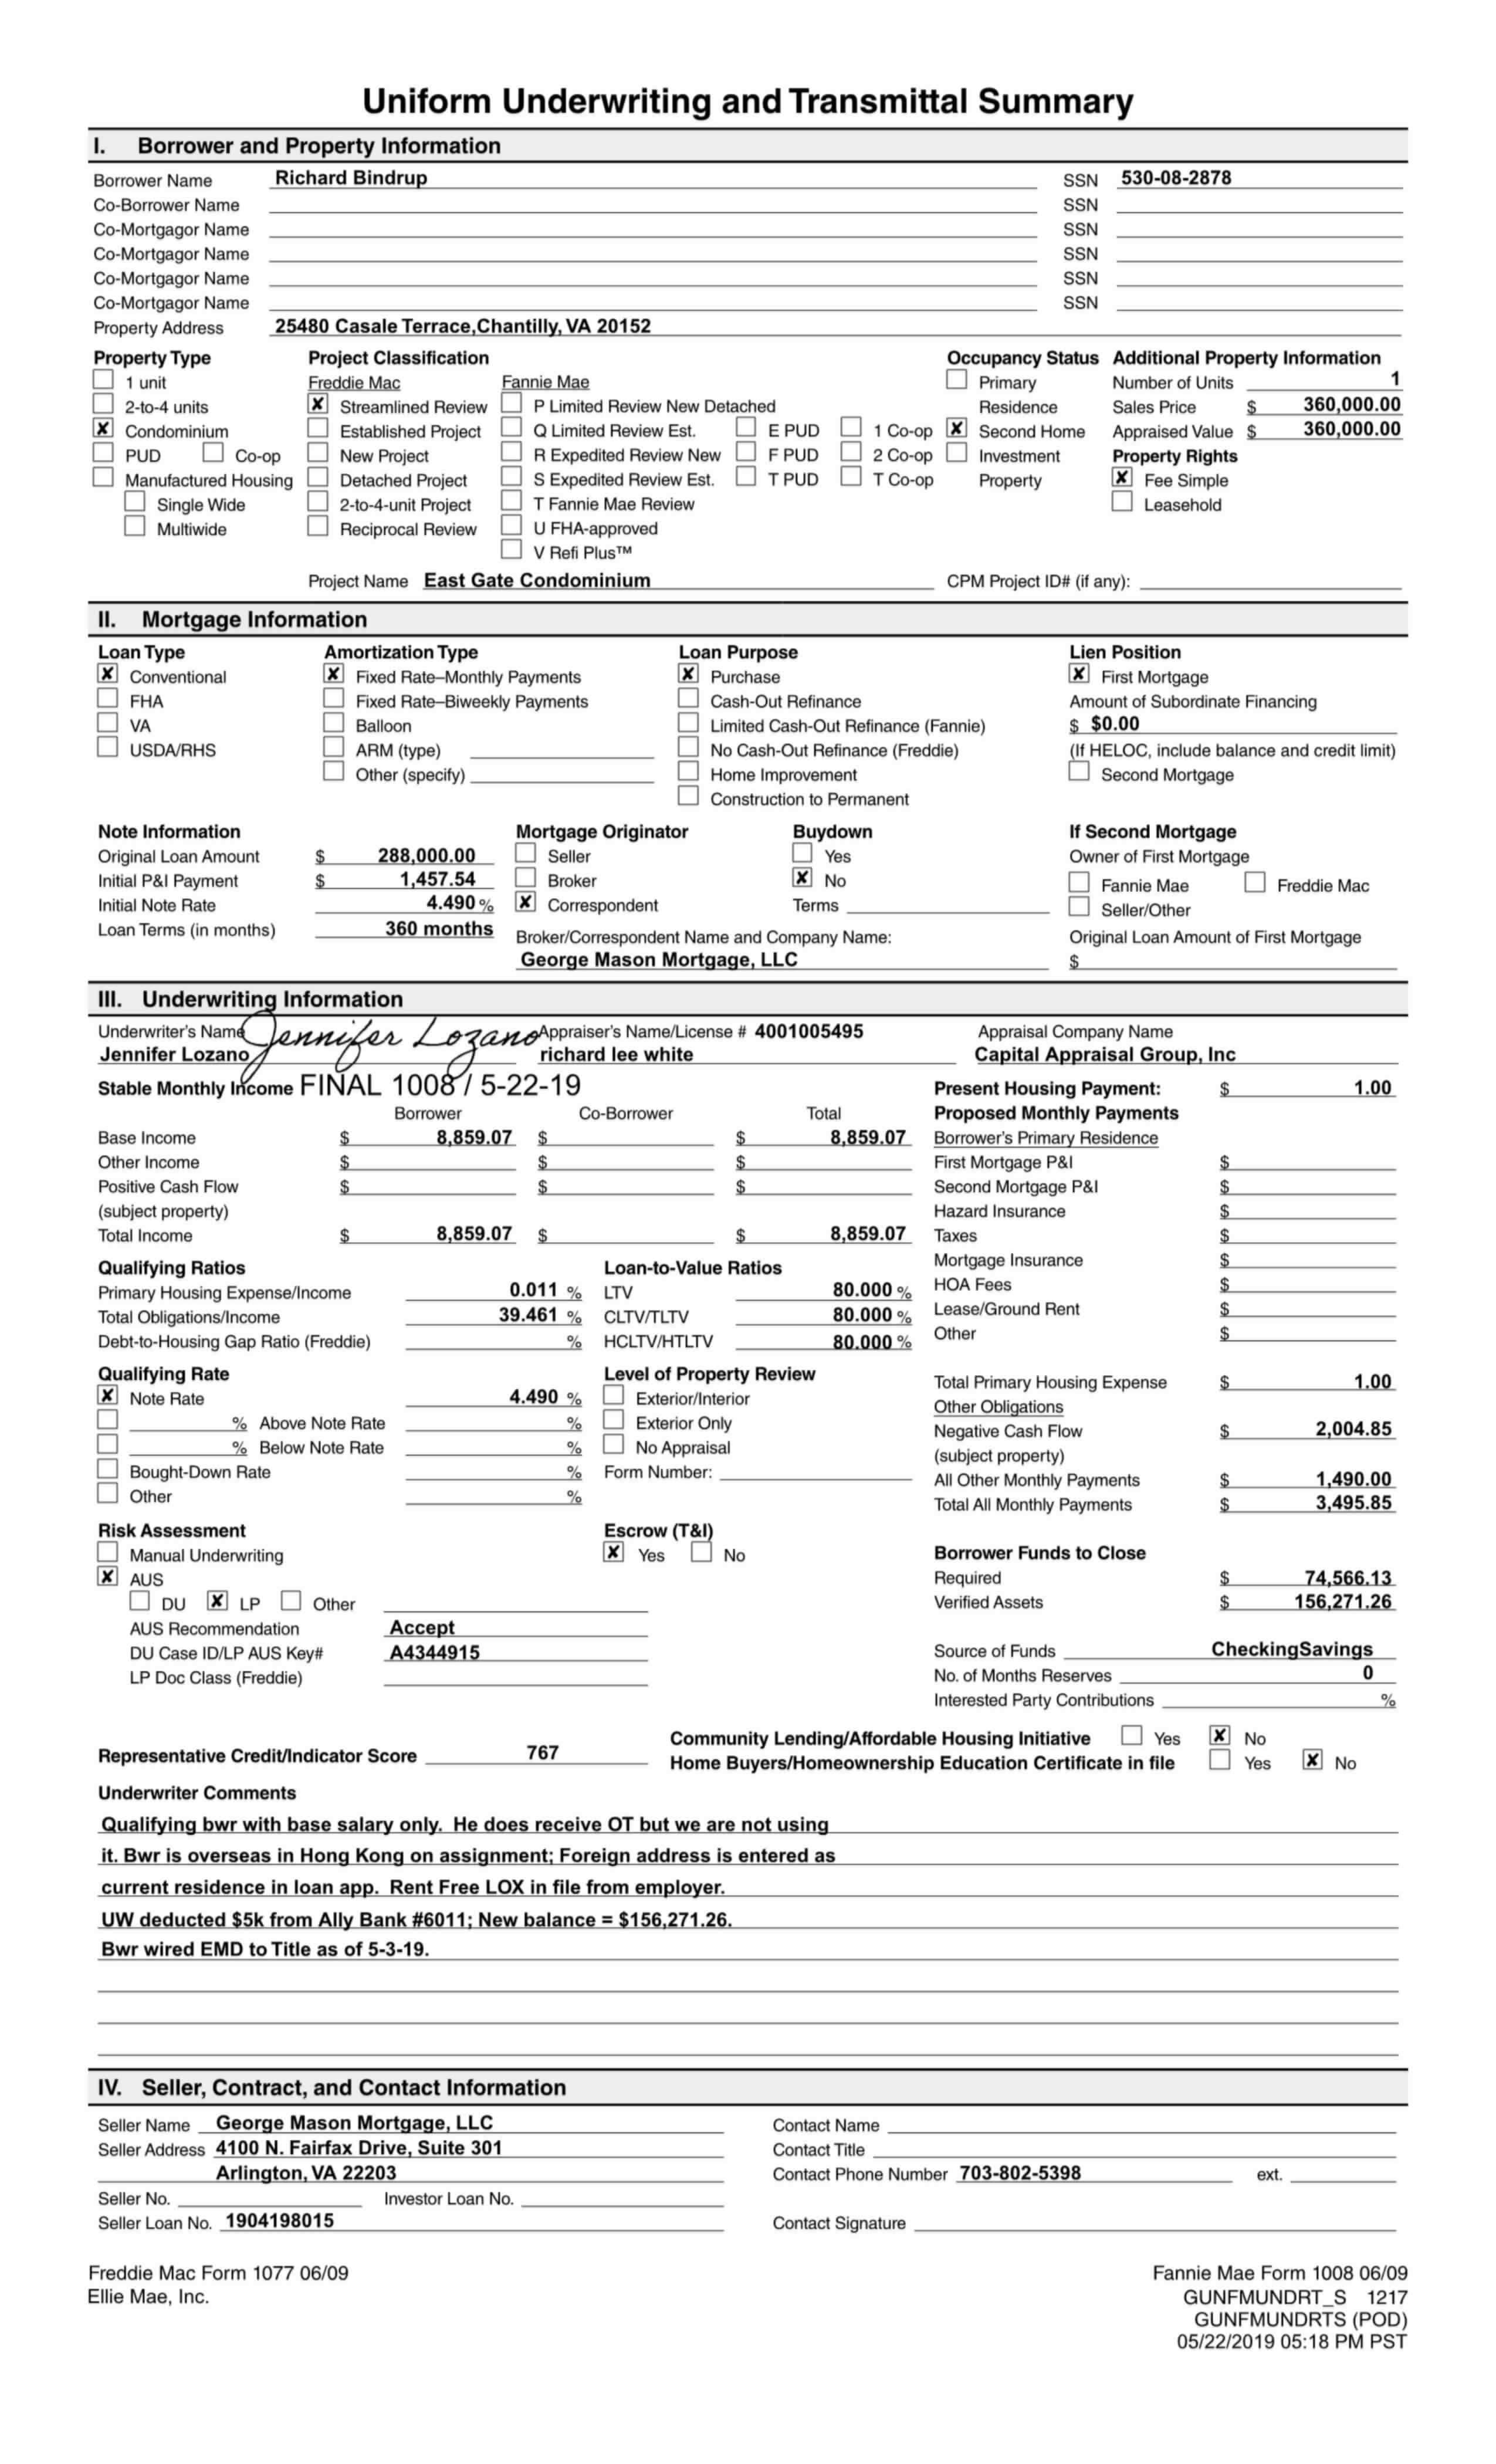 Uniform Underwriting and Transmittal Summary
I. Borrower and Property Information
Borrower Name Richard Bindrup SSN 530-08-2878
Co-Borrower Name SSN
Co-Mortgagor Name SSN
Co-Mortgagor Name SSN
Co-Mortgagor Name SSN
Co-Mortgagor Name SSN
Property Address 25480 Casale Terrace,Chantilly, VA 20152
Property Type Project Classification Occupancy Status Additional Property Information
1 unit Freddie Mac Fannie Mae Primary Number of Units 1
2-to-4 units ✘ Streamlined Review P Limited Review New Detached Residence Sales Price $ 360,000.00
✘ Condominium Established Project Q Limited Review Est. E PUD 1 Co-op ✘ Second Home Appraised Value $ 360,000.00
PUD Co-op New Project R Expedited Review New F PUD 2 Co-op Investment Property Rights
Manufactured Housing Detached Project S Expedited Review Est. T PUD T Co-op Property ✘ Fee Simple
Single Wide 2-to-4-unit Project T Fannie Mae Review Leasehold
Multiwide Reciprocal Review U FHA-approved
V Refi Plus™
Project Name East Gate Condominium CPM Project ID# (if any):
II. Mortgage Information
Loan Type Amortization Type Loan Purpose Lien Position
✘ Conventional ✘ Fixed Rate–Monthly Payments ✘ Purchase ✘ First Mortgage
FHA Fixed Rate–Biweekly Payments Cash-Out Refinance Amount of Subordinate Financing
VA Balloon Limited Cash-Out Refinance (Fannie) $ $0.00
USDA/RHS ARM (type) No Cash-Out Refinance (Freddie) (If HELOC, include balance and credit limit)
Other (specify) Home Improvement Second Mortgage
Construction to Permanent
Note Information Mortgage Originator Buydown If Second Mortgage
Original Loan Amount $ 288,000.00 Seller Yes Owner of First Mortgage
Initial P&I Payment $ 1,457.54 Broker ✘ No Fannie Mae Freddie Mac
Initial Note Rate 4.490 % ✘ Correspondent Terms Seller/Other
Loan Terms (in months) 360 months Broker/Correspondent Name and Company Name: Original Loan Amount of First Mortgage
George Mason Mortgage, LLC $
III. Underwriting Information
Underwriter's Name Jennifer Lozano Appraiser's Name/License # 4001005495 Appraisal Company Name
Jennifer Lozano richard lee white Capital Appraisal Group, Inc
Stable Monthly Income FINAL 1008 / 5-22-19 Present Housing Payment: $ 1.00
Borrower Co-Borrower Total Proposed Monthly Payments
Base Income $ 8,859.07 $ $ 8,859.07 Borrower's Primary Residence
Other Income $ $ $ First Mortgage P&I $
Positive Cash Flow $ $ $ Second Mortgage P&I $
(subject property) Hazard Insurance $
Total Income $ 8,859.07 $ $ 8,859.07 Taxes $
Qualifying Ratios Loan-to-Value Ratios Mortgage Insurance $
Primary Housing Expense/Income 0.011 % LTV 80.000 % HOA Fees $
Total Obligations/Income 39.461 % CLTV/TLTV 80.000 % Lease/Ground Rent $
Debt-to-Housing Gap Ratio (Freddie) % HCLTV/HTLTV 80.000 % Other $
Qualifying Rate Level of Property Review Total Primary Housing Expense $ 1.00
✘ Note Rate 4.490 % Exterior/Interior Other Obligations
% Above Note Rate % Exterior Only Negative Cash Flow $ 2,004.85
% Below Note Rate % No Appraisal (subject property)
Bought-Down Rate % Form Number: All Other Monthly Payments $ 1,490.00
Other % Total All Monthly Payments $ 3,495.85
Risk Assessment Escrow (T&I)
Manual Underwriting ✘ Yes No Borrower Funds to Close
✘ AUS Required $ 74,566.13
DU ✘ LP Other Verified Assets $ 156,271.26
AUS Recommendation Accept
DU Case ID/LP AUS Key# A4344915 Source of Funds CheckingSavings
LP Doc Class (Freddie) No. of Months Reserves 0
Interested Party Contributions %
Community Lending/Affordable Housing Initiative Yes ✘ No
Representative Credit/Indicator Score 767 Home Buyers/Homeownership Education Certificate in file Yes ✘ No
Underwriter Comments
Qualifying bwr with base salary only. He does receive OT but we are not using
it. Bwr is overseas in Hong Kong on assignment; Foreign address is entered as
current residence in loan app. Rent Free LOX in file from employer.
UW deducted $5k from Ally Bank #6011; New balance = $156,271.26.
Bwr wired EMD to Title as of 5-3-19.
IV. Seller, Contract, and Contact Information
Seller Name George Mason Mortgage, LLC Contact Name
Seller Address 4100 N. Fairfax Drive, Suite 301 Contact Title
Arlington, VA 22203 Contact Phone Number 703-802-5398 ext.
Seller No. Investor Loan No.
Seller Loan No. 1904198015 Contact Signature
Freddie Mac Form 1077 06/09 Fannie Mae Form 1008 06/09
Ellie Mae, Inc. GUNFMUNDRT_S 1217
GUNFMUNDRTS (POD)
05/22/2019 05:18 PM PST